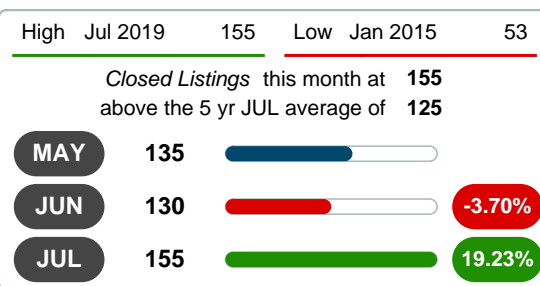 High Jul 2019 155 Low Jan 2015 53
Closed Listings this month at 155
above the 5 yr JUL average of 125
MAY 135
JUN 130 -3.70%
JUL 155 19.23%